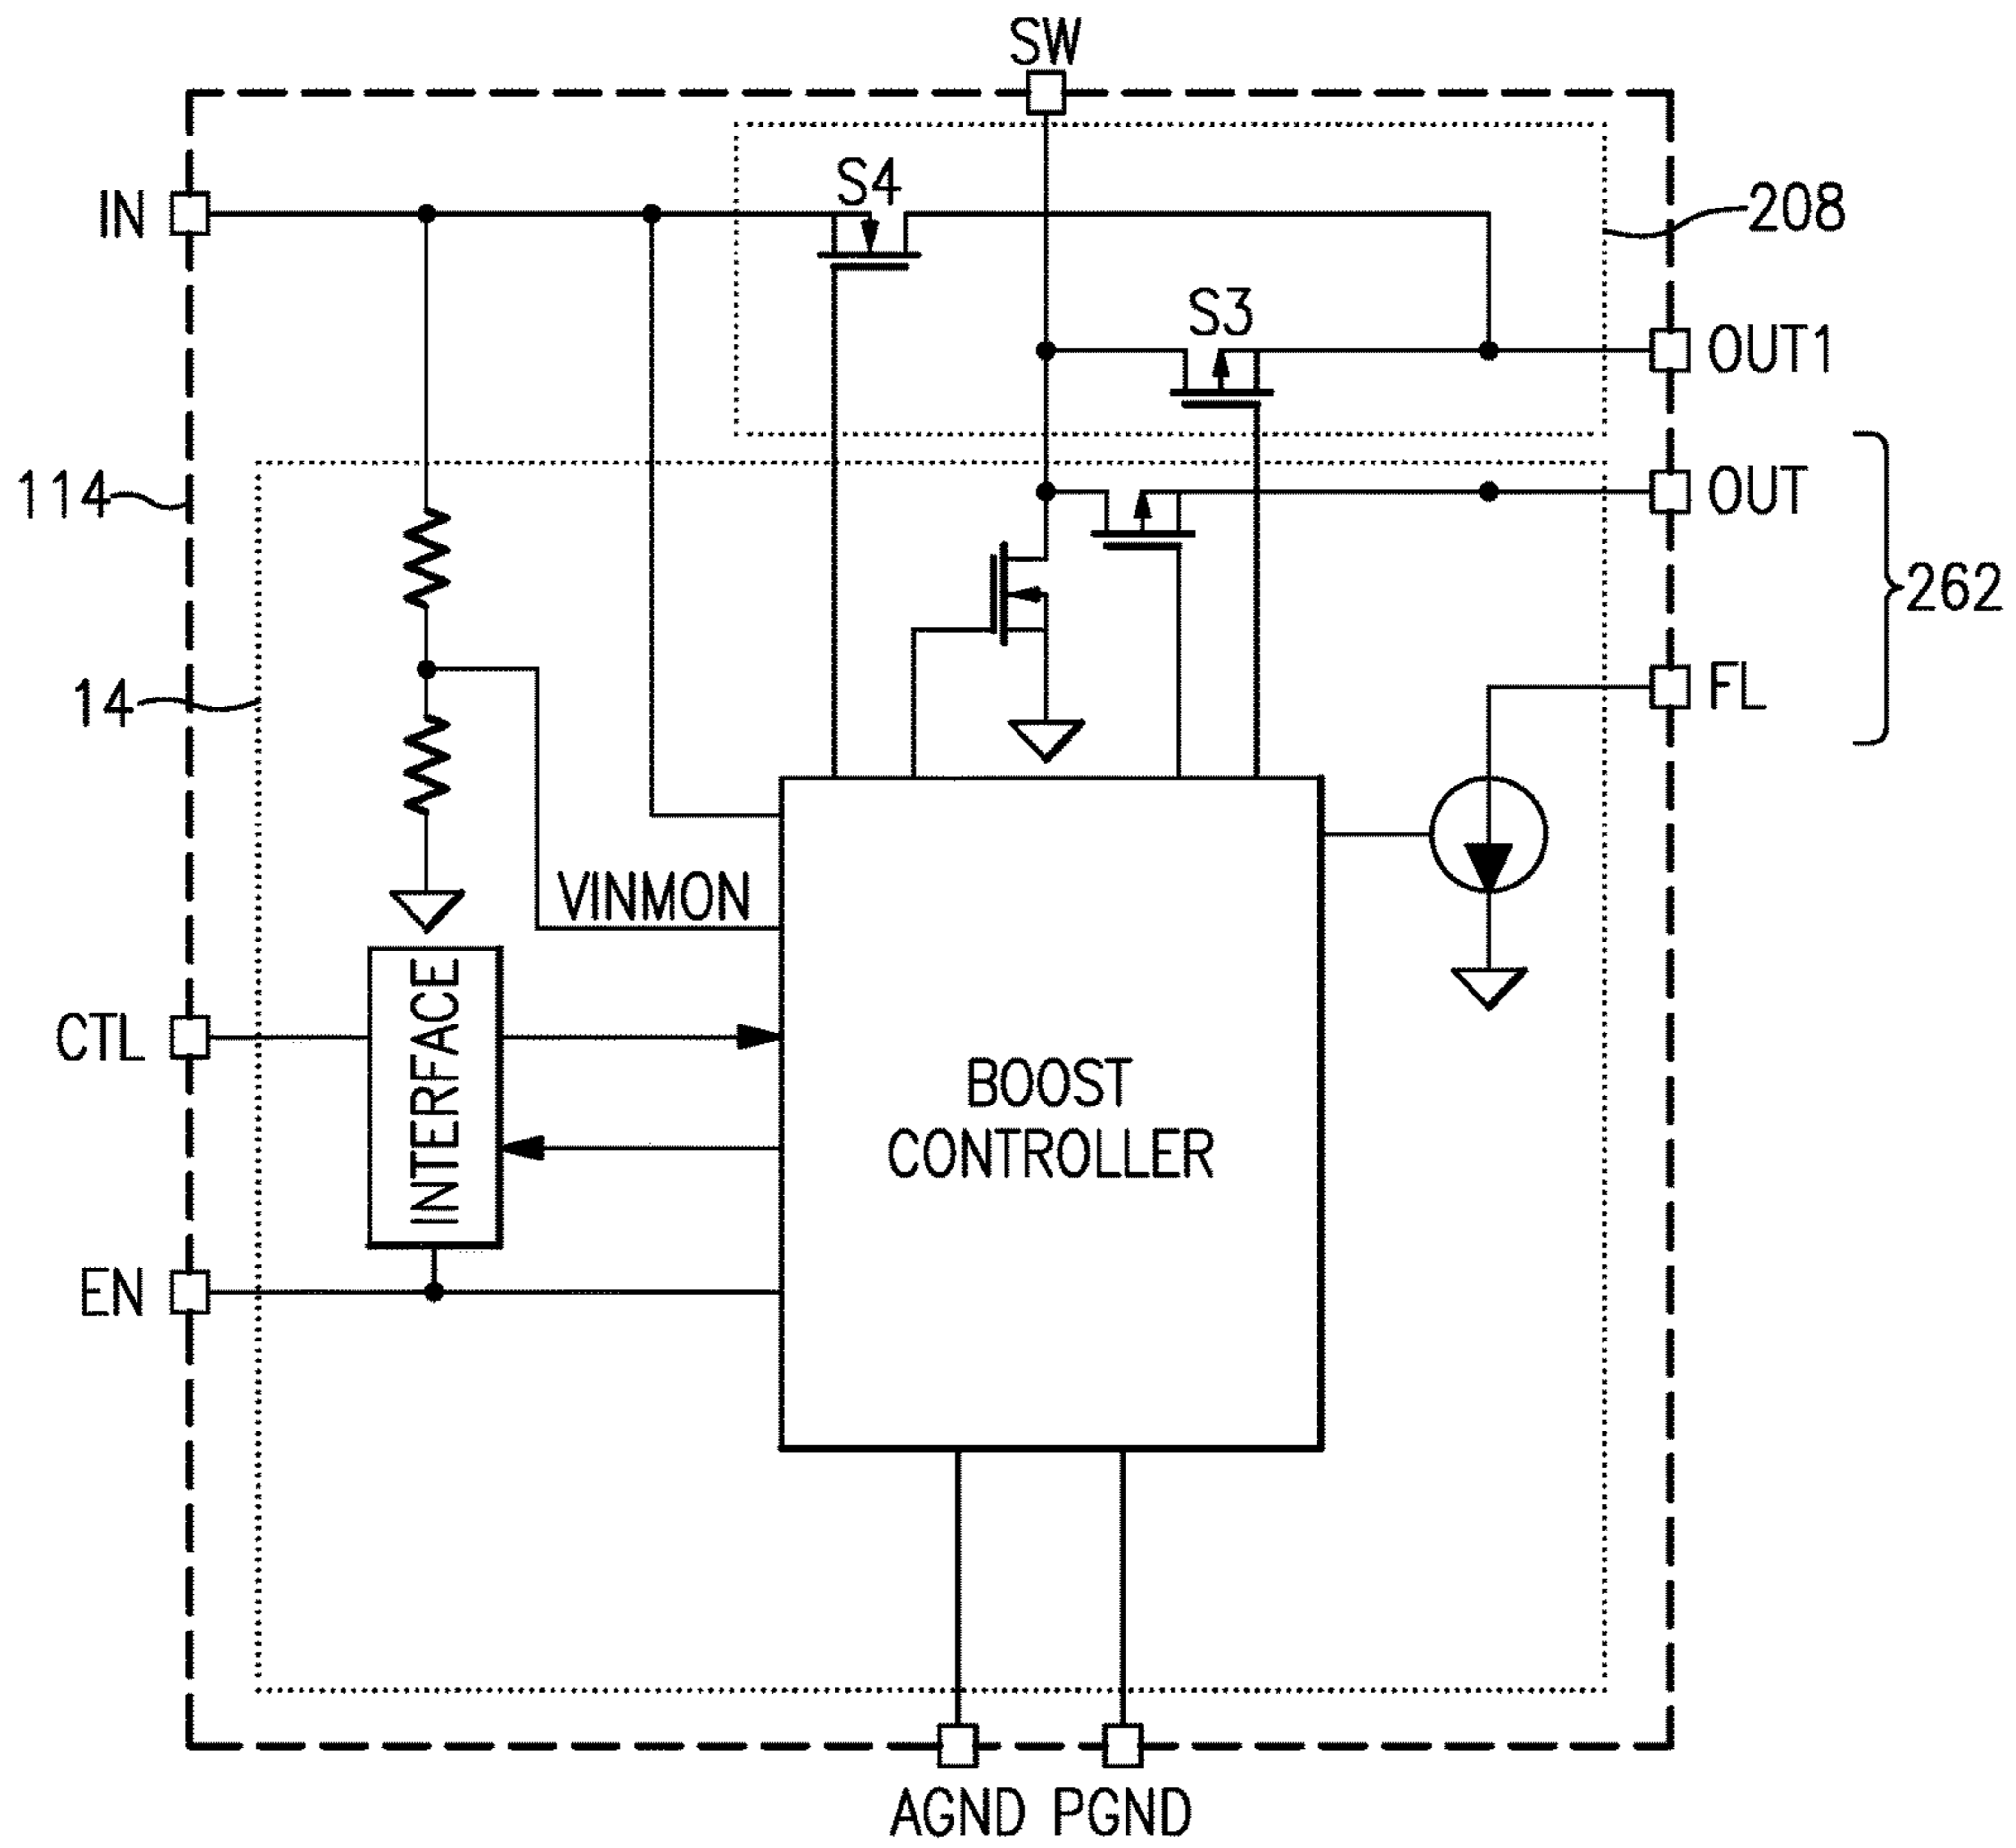 SW
IN
S4
208
S3
OUT1
114
OUT
262
14
FL
VINMON
INTERFACE
CTL
BOOST
CONTROLLER
EN
AGND PGND